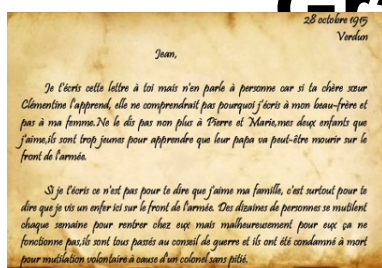 28 octobre 1915
Verdun
Jean,
Je t'écris cette lettre à toi mais n'en parle à personne car si ta chère sœur
Clémentine l'apprend, elle ne comprendrait pas pourquoi j'écris à mon beau-frère et
pas à ma femme. Ne le dis pas non plus à Pierre et Marie, mes deux enfants que
j'aime, ils sont trop jeunes pour apprendre que leur papa va peut-être mourir sur le
front de l'armée.
Si je t'écris ce n'est pas pour te dire que j'aime ma famille, c'est surtout pour te
dire que je vis un enfer ici sur le front de l'armée. Des dizaines de personnes se mutilent
chaque semaine pour rentrer chez eux mais malheureusement pour eux ça ne
fonctionne pas, ils sont tous passés au conseil de guerre et ils ont été condamné à mort
pour mutilation volontaire à cause d'un colonel sans pitié.